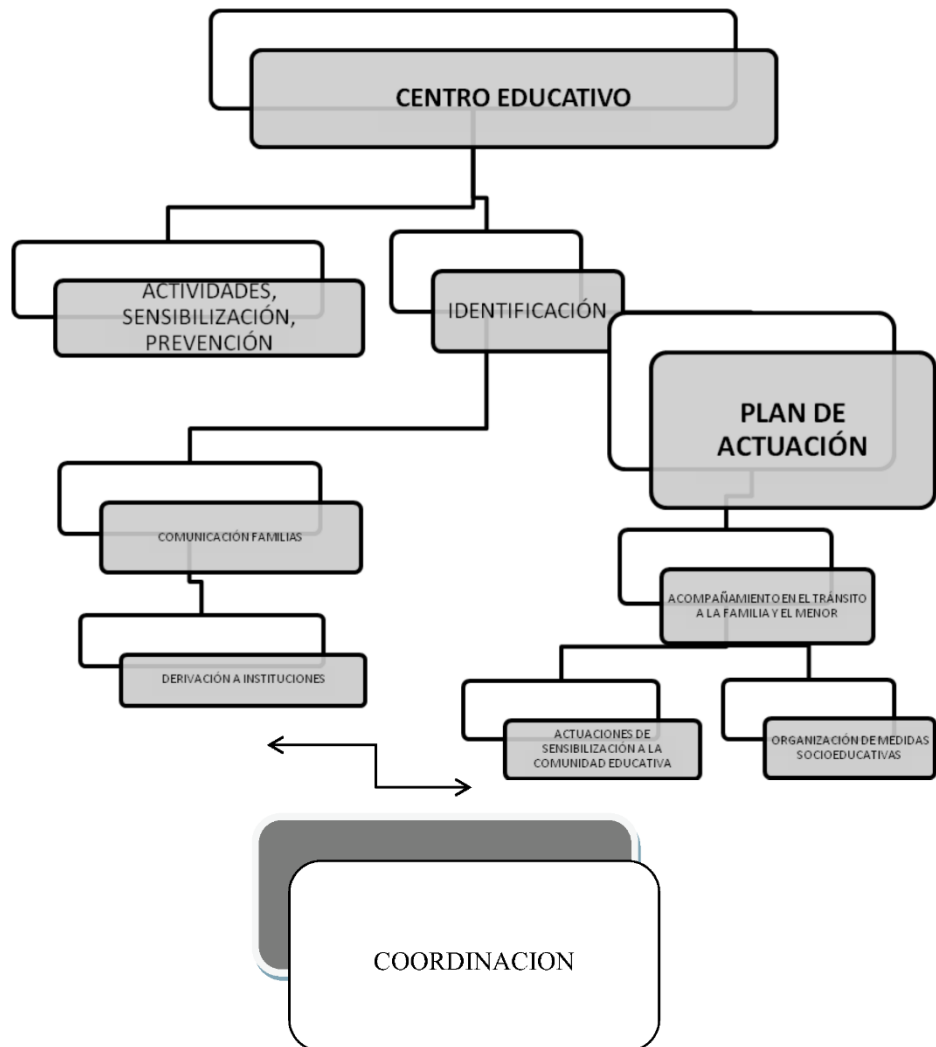 CENTRO EDUCATIVO
ACTIVIDADES,
SENSIBILIZACIÓN,
PREVENCIÓN
IDENTIFICACIÓN
PLAN DE
ACTUACIÓN
COMUNICACIÓN FAMILIAS
DERIVACIÓN A INSTITUCIONES
ACOMPAÑAMIENTO EN EL TRÁNSITO
A LA FAMILIA Y EL MENOR
ACTUACIONES DE
SENSIBILIZACIÓN A LA
COMUNIDAD EDUCATIVA
ORGANIZACIÓN DE MEDIDAS
SOCIOEDUCATIVAS
COORDINACION